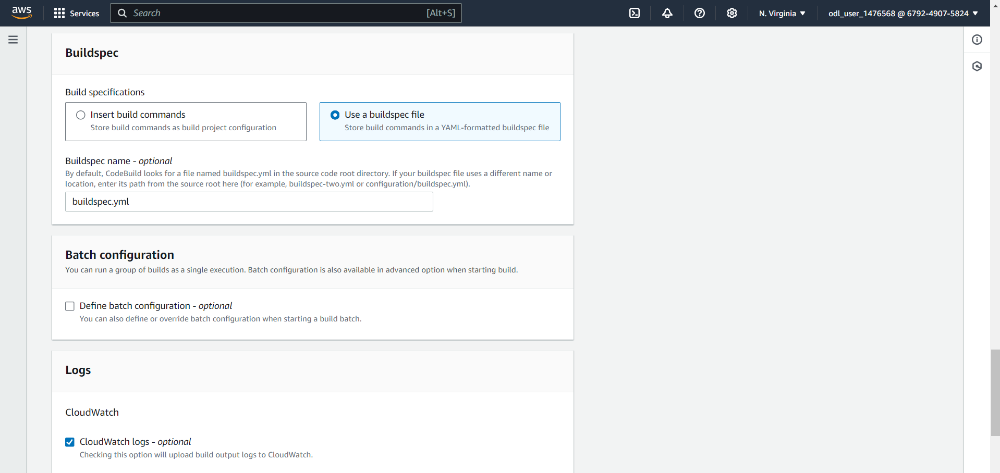 aws
Services
Search
[Alt+S]
N. Virginia
odl_user_1476568 @ 6792-4907-5824
Buildspec
Build specifications
Insert build commands
Store build commands as build project configuration
Use a buildspec file
Store build commands in a YAML-formatted buildspec file
Buildspec name - optional
By default, CodeBuild looks for a file named buildspec.yml in the source code root directory. If your buildspec file uses a different name or
location, enter its path from the source root here (for example, buildspec-two.yml or configuration/buildspec.yml).
buildspec.yml
Batch configuration
You can run a group of builds as a single execution. Batch configuration is also available in advanced option when starting build.
Define batch configuration - optional
You can also define or override batch configuration when starting a build batch.
Logs
CloudWatch
CloudWatch logs - optional
Checking this option will upload build output logs to CloudWatch.